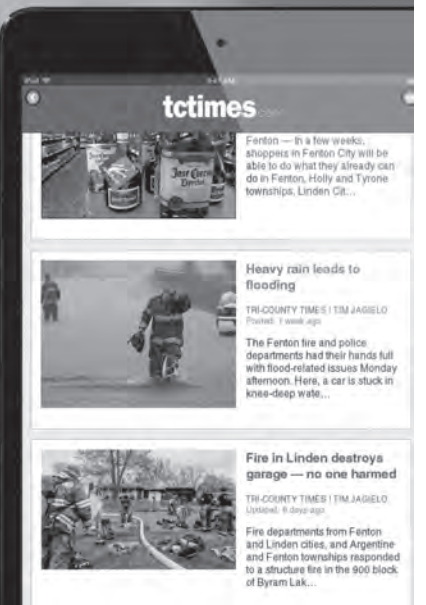 tctimes.com
Fenton — In a few weeks,
shoppers in Fenton City will be
able to do what they already can
do in Fenton, Holly and Tyrone
townships, Linden Cit...
Jose Cuervo
Especial
Heavy rain leads to
flooding
TRI-COUNTY TIMES | TIM JAGIELO
Posted: 1 week ago
The Fenton fire and police
departments had their hands full
with flood-related issues Monday
afternoon. Here, a car is stuck in
knee-deep wate...
Fire in Linden destroys
garage — no one harmed
TRI-COUNTY TIMES | TIM JAGIELO
Updated: 6 days ago
Fire departments from Fenton
and Linden cities, and Argentine
and Fenton townships responded
to a structure fire in the 900 block
of Byram Lak...